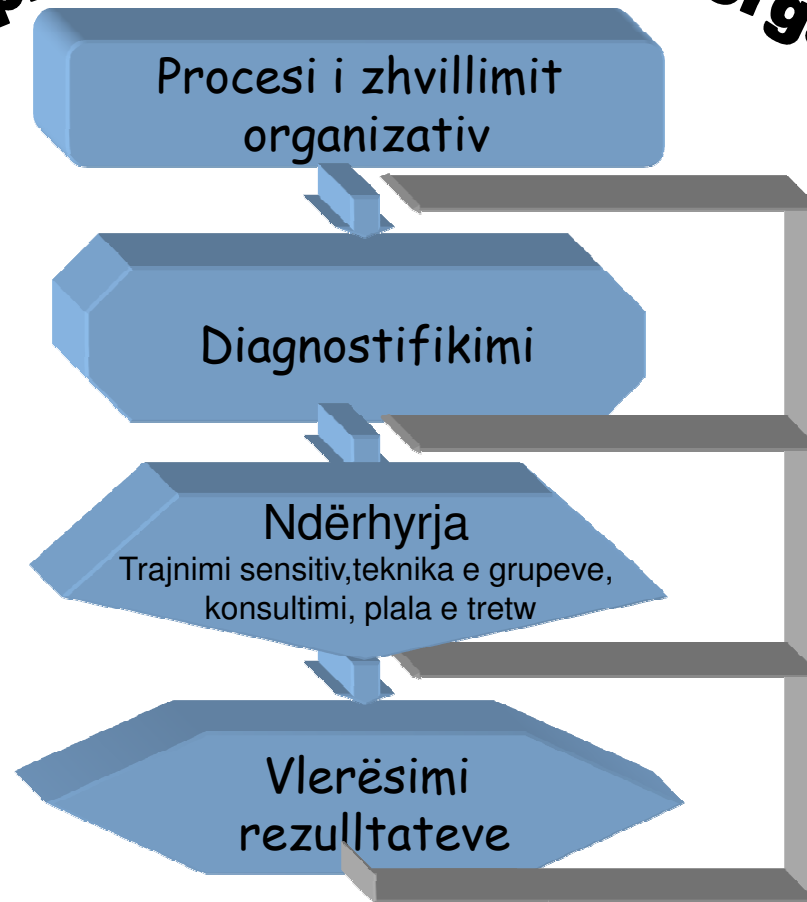 Procesi i zhvillimit
organizativ
Diagnostifikimi
Ndërhyrja
Trajnimi sensitiv,teknika e grupeve,
konsultimi, plala e tretw
Vlerësimi
rezulltateve